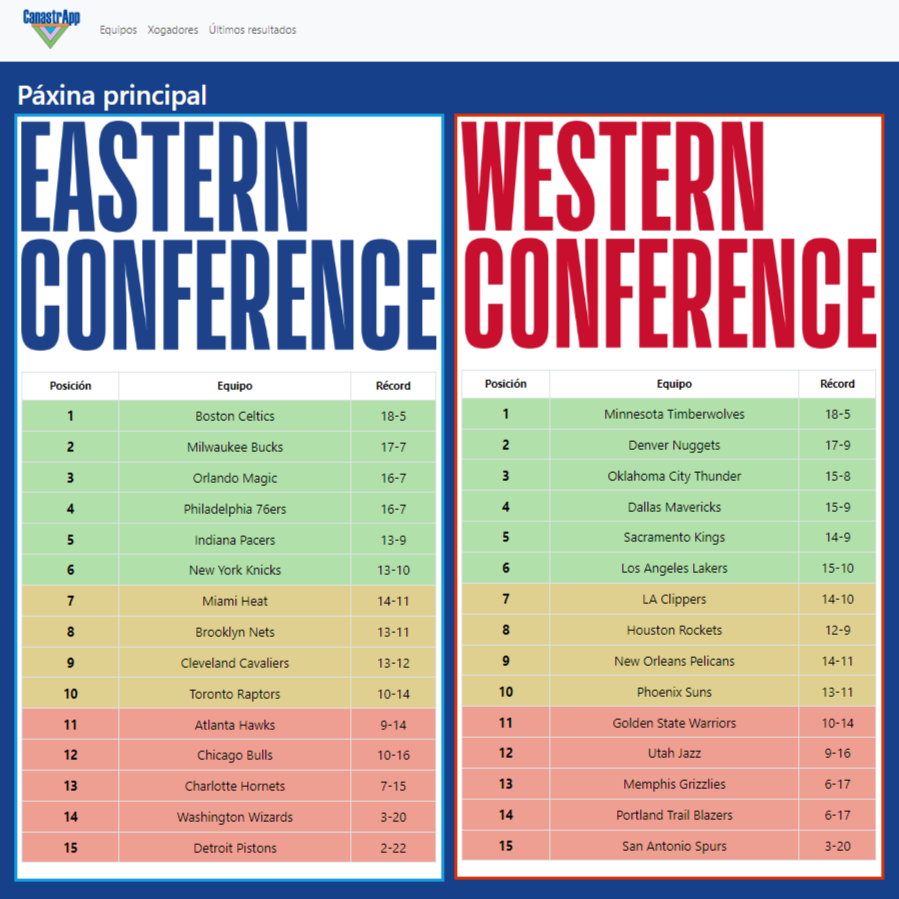 CanastrApp
Equipos Xogadores Últimos resultados
Páxina principal
EASTERN
CONFERENCE
Posición Equipo Récord
1 Boston Celtics 18-5
2 Milwaukee Bucks 17-7
3 Orlando Magic 16-7
4 Philadelphia 76ers 16-7
5 Indiana Pacers 13-9
6 New York Knicks 13-10
7 Miami Heat 14-11
8 Brooklyn Nets 13-11
9 Cleveland Cavaliers 13-12
10 Toronto Raptors 10-14
11 Atlanta Hawks 9-14
12 Chicago Bulls 10-16
13 Charlotte Hornets 7-15
14 Washington Wizards 3-20
15 Detroit Pistons 2-22
WESTERN
CONFERENCE
Posición Equipo Récord
1 Minnesota Timberwolves 18-5
2 Denver Nuggets 17-9
3 Oklahoma City Thunder 15-8
4 Dallas Mavericks 15-9
5 Sacramento Kings 14-9
6 Los Angeles Lakers 15-10
7 LA Clippers 14-10
8 Houston Rockets 12-9
9 New Orleans Pelicans 14-11
10 Phoenix Suns 13-11
11 Golden State Warriors 10-14
12 Utah Jazz 9-16
13 Memphis Grizzlies 6-17
14 Portland Trail Blazers 6-17
15 San Antonio Spurs 3-20